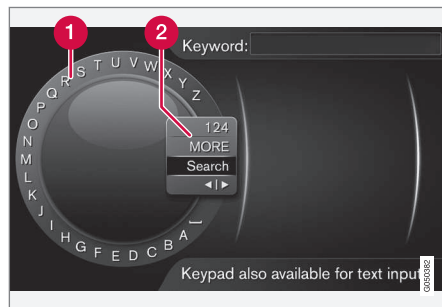 1
2
Keyword:
A B C D E F G H I J K L M N O P Q R S T U V W X Y Z
124
MORE
Search
◄|►
Keypad also available for text input
G050382